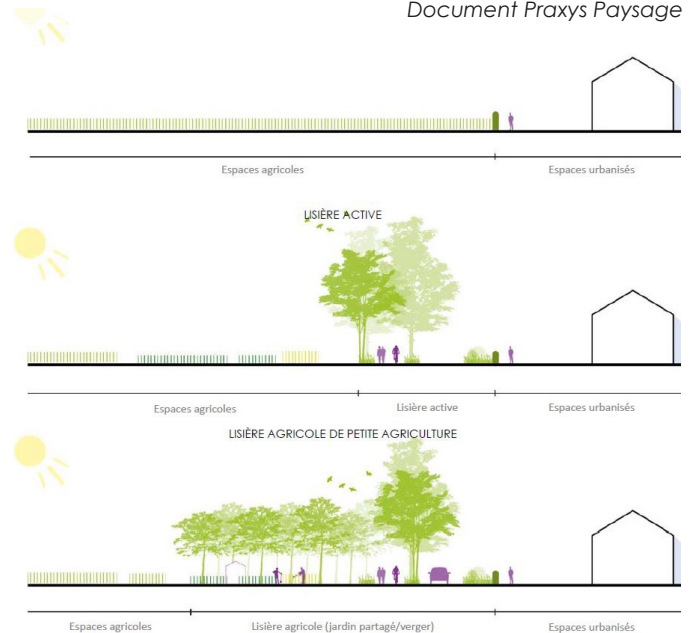 Document Praxys Paysage
Espaces agricoles Espaces urbanisés
LISIÈRE ACTIVE
Espaces agricoles Lisière active Espaces urbanisés
LISIÈRE AGRICOLE DE PETITE AGRICULTURE
Espaces agricoles Lisière agricole (jardin partagé/verger) Espaces urbanisés